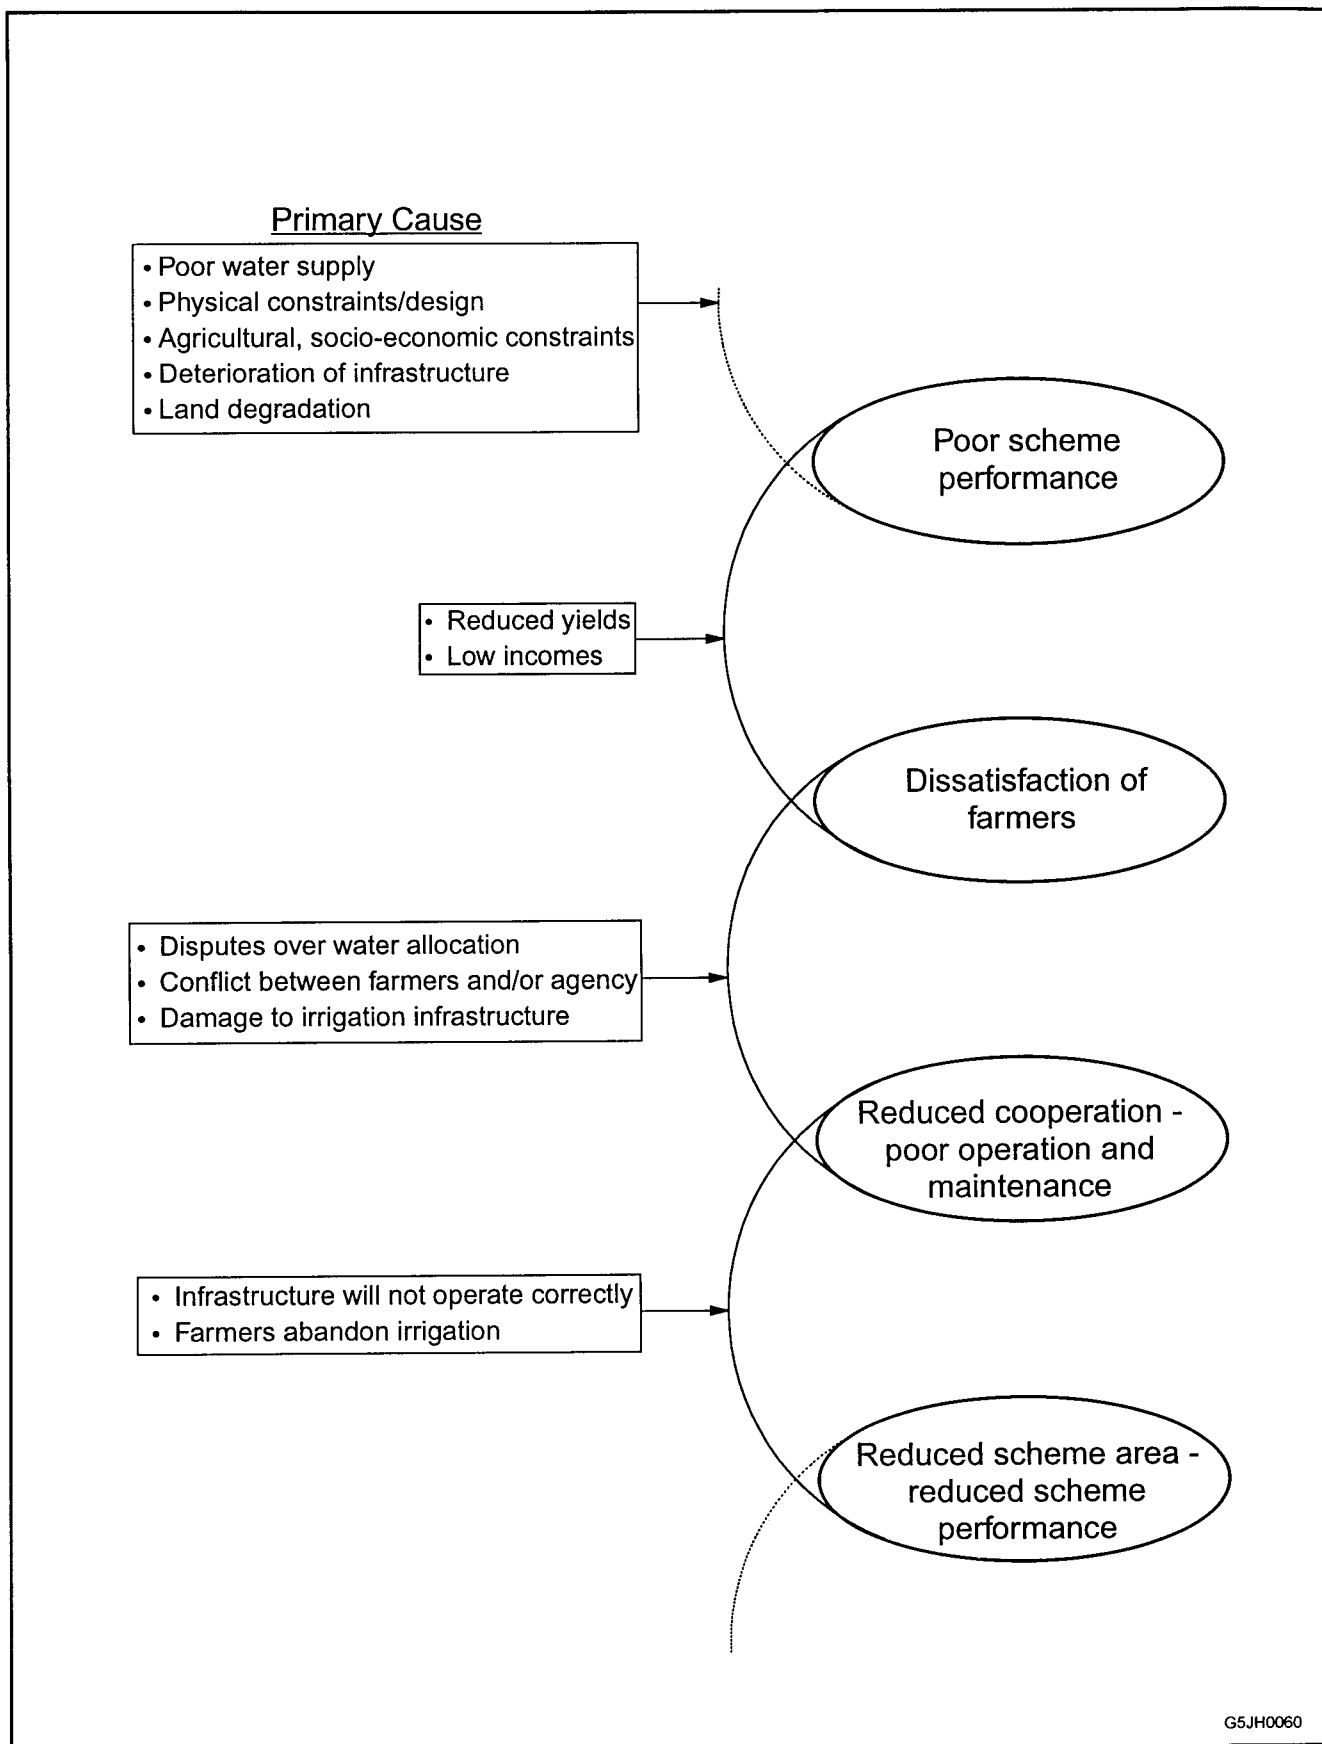 Primary Cause
• Poor water supply
• Physical constraints/design
• Agricultural, socio-economic constraints
• Deterioration of infrastructure
• Land degradation
Poor scheme
performance
• Reduced yields
• Low incomes
Dissatisfaction of
farmers
• Disputes over water allocation
• Conflict between farmers and/or agency
• Damage to irrigation infrastructure
Reduced cooperation -
poor operation and
maintenance
• Infrastructure will not operate correctly
• Farmers abandon irrigation
Reduced scheme area -
reduced scheme
performance
G5JH0060